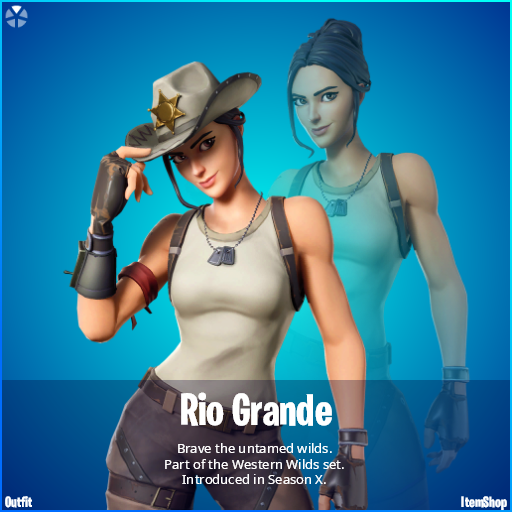 Rio Grande
Brave the untamed wilds.
Part of the Western Wilds set.
Introduced in Season X.
Outfit
ItemShop